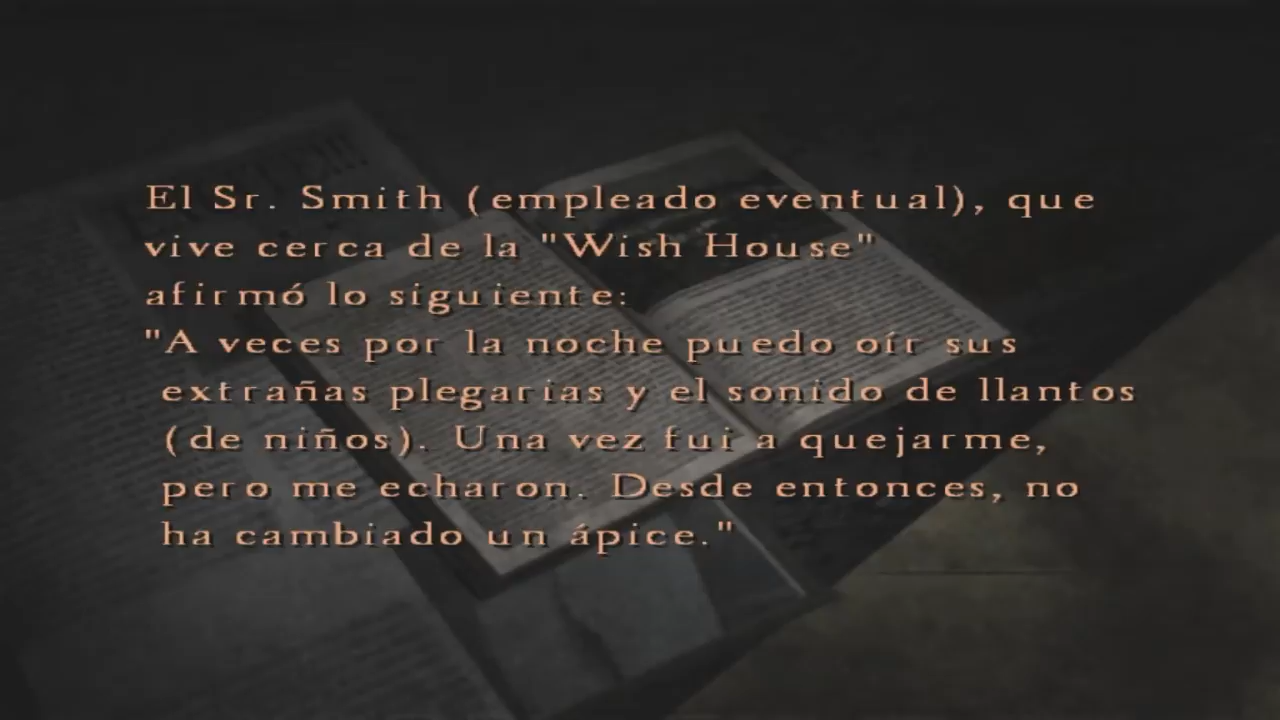 El Sr. Smith (empleado eventual), que
vive cerca de la "Wish House"
afirmó lo siguiente:
"A veces por la noche puedo oír sus
extrañas plegarias y el sonido de llantos
(de niños). Una vez fui a quejarme,
pero me echaron. Desde entonces, no
ha cambiado un ápice."